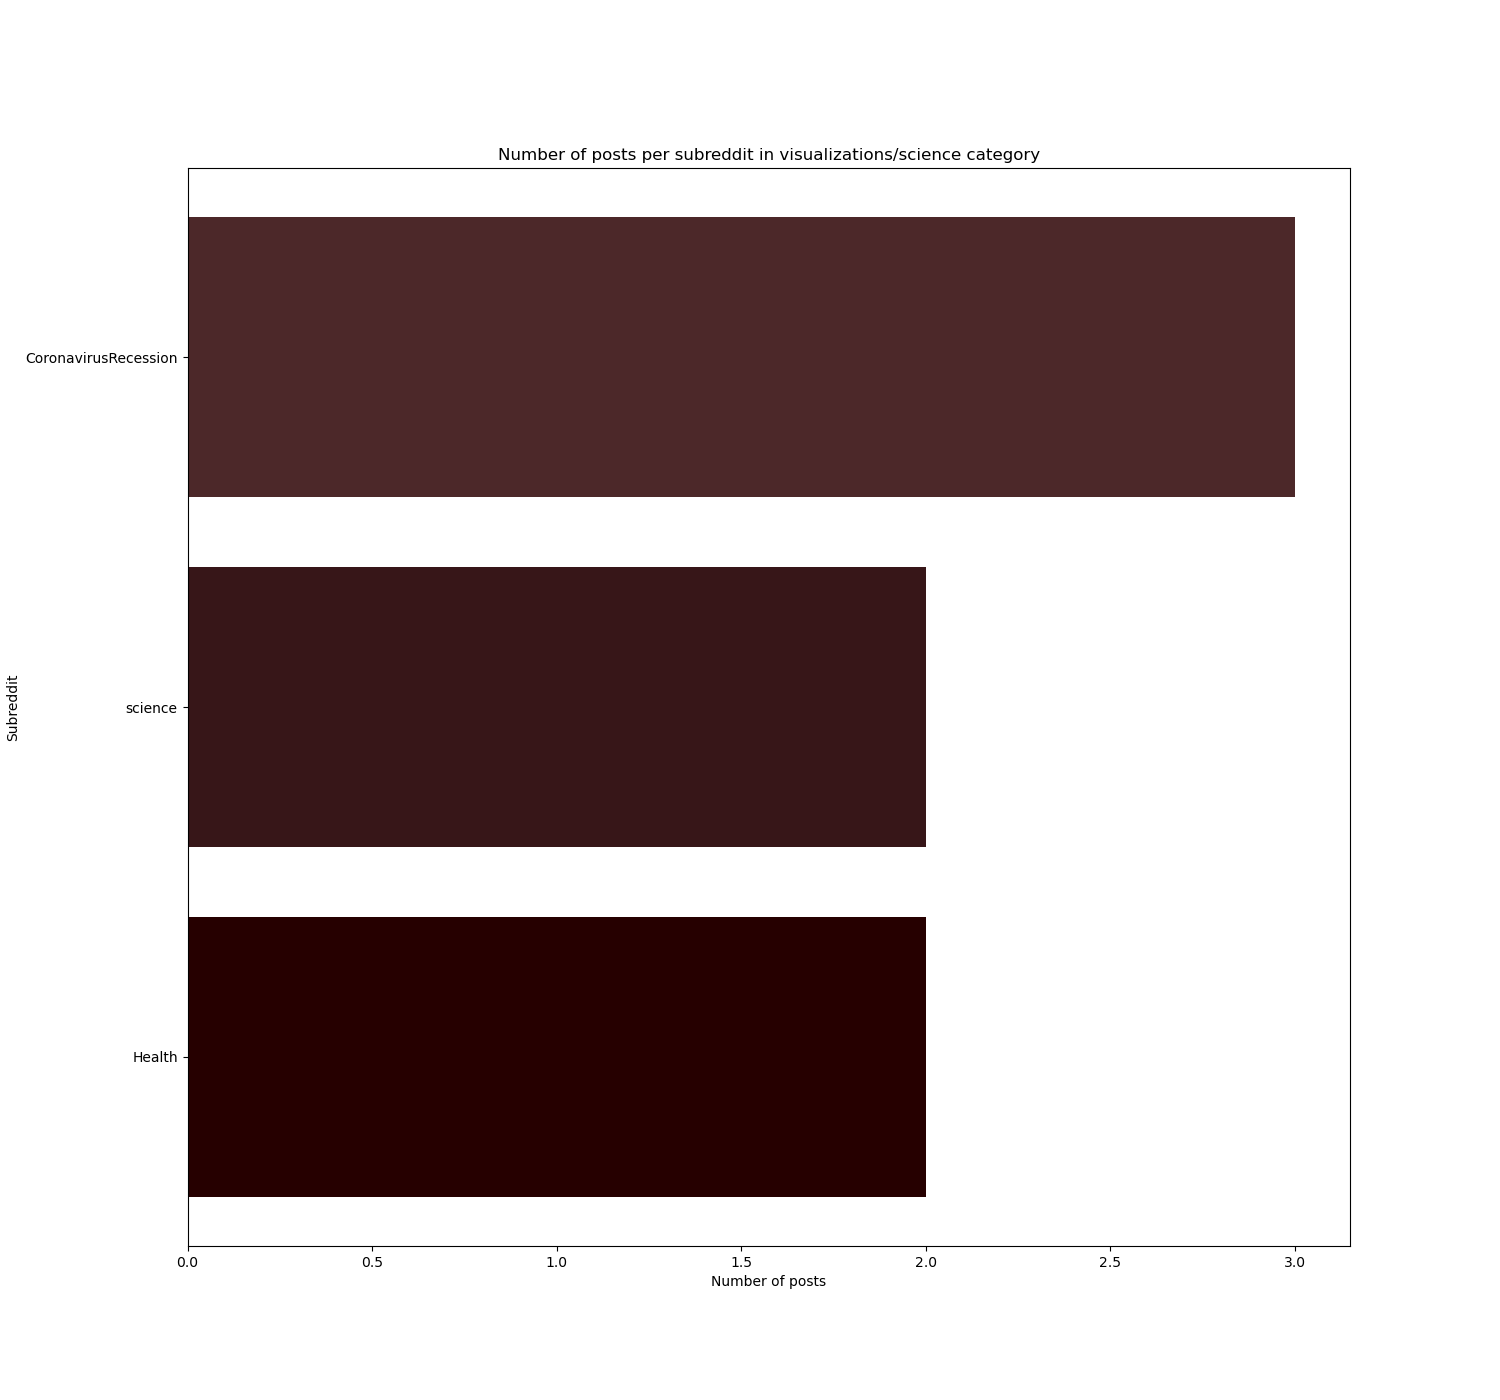 Number of posts per subreddit in visualizations/science category
CoronavirusRecession
science
Health
Subreddit
0.0 0.5 1.0 1.5 2.0 2.5 3.0
Number of posts